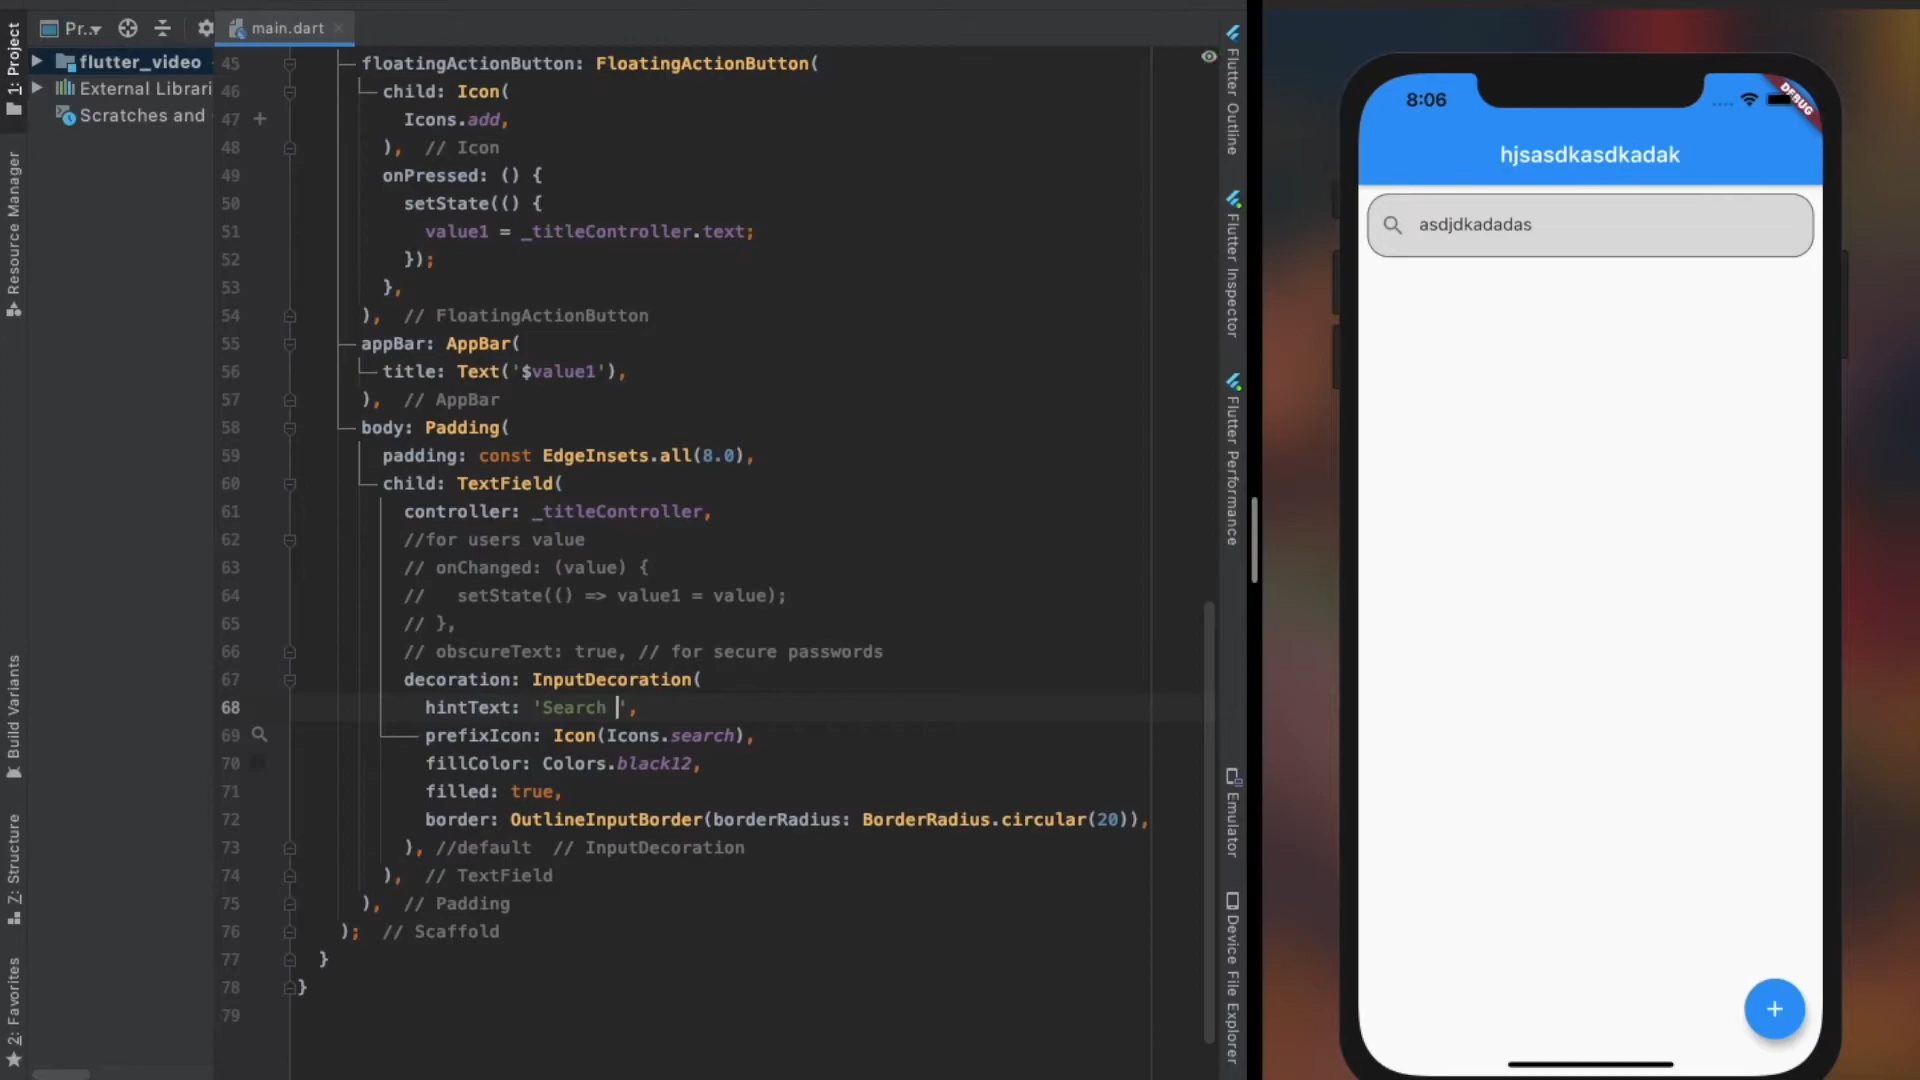 1: Project
Resource Manager
Build Variants
Z: Structure
2: Favorites
Pr..
flutter_video
External Librari
Scratches and
main.dart
45 floatingActionButton: FloatingActionButton(
46 child: Icon(
47 Icons.add,
48 ), // Icon
49 onPressed: () {
50 setState(() {
51 value1 = _titleController.text;
52 });
53 },
54 ), // FloatingActionButton
55 appBar: AppBar(
56 title: Text('$value1'),
57 ), // AppBar
58 body: Padding(
59 padding: const EdgeInsets.all(8.0),
60 child: TextField(
61 controller: _titleController,
62 //for users value
63 // onChanged: (value) {
64 //   setState(() => value1 = value);
65 // },
66 // obscureText: true, // for secure passwords
67 decoration: InputDecoration(
68 hintText: 'Search ',
69 prefixIcon: Icon(Icons.search),
70 fillColor: Colors.black12,
71 filled: true,
72 border: OutlineInputBorder(borderRadius: BorderRadius.circular(20)),
73 ), //default // InputDecoration
74 ), // TextField
75 ), // Padding
76 ); // Scaffold
77 }
78 }
79
Flutter Outline
Flutter Inspector
Flutter Performance
Emulator
Device File Explorer
8:06
DEBUG
hjsasdkasdkadak
asdjdkadadas